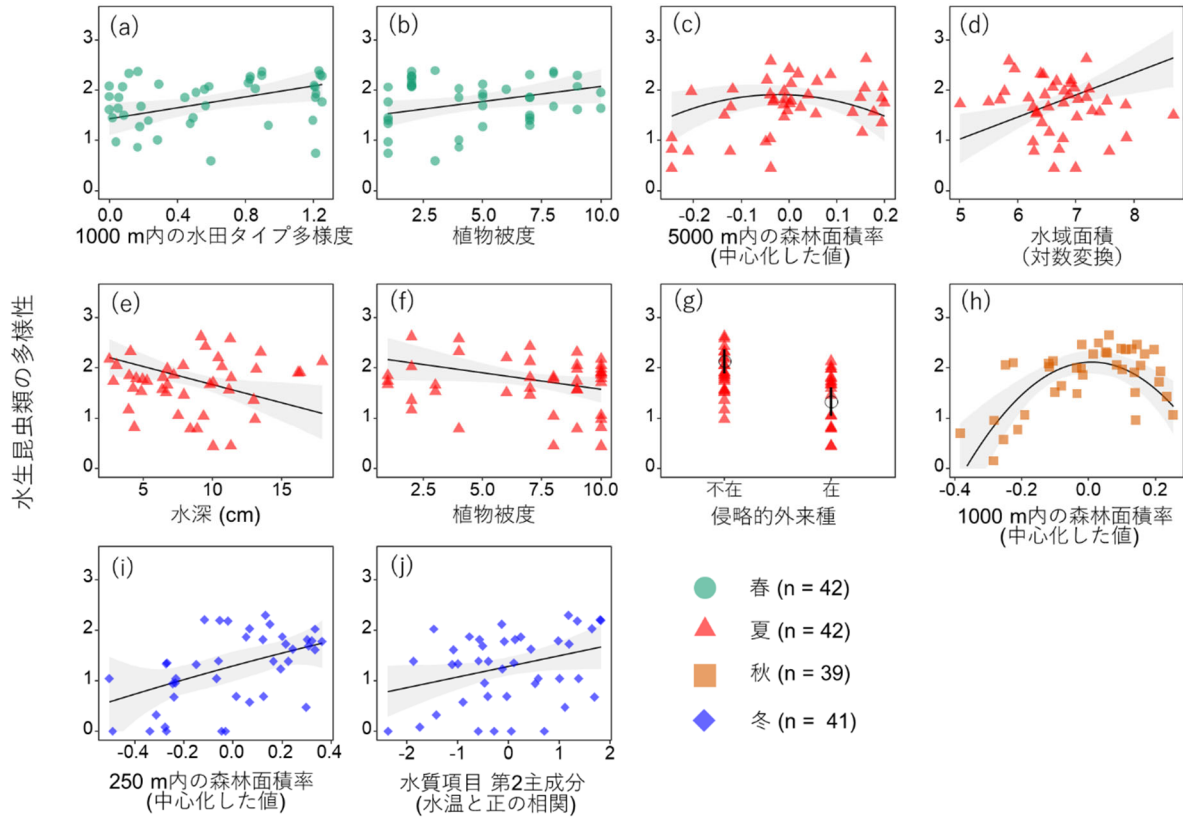 水生昆虫類の多様性
(a)
3
2
1
0
0.0 0.4 0.8 1.2
1000 m内の水田タイプ多様度
(b)
3
2
1
0
2.5 5.0 7.5 10.0
植物被度
(c)
3
2
1
0
-0.2 -0.1 0.0 0.1 0.2
5000 m内の森林面積率
(中心化した値)
(d)
3
2
1
0
5 6 7 8
水域面積
(対数変換)
(e)
3
2
1
0
5 10 15
水深 (cm)
(f)
3
2
1
0
2.5 5.0 7.5 10.0
植物被度
(g)
3
2
1
0
不在 在
侵略的外来種
(h)
3
2
1
0
-0.4 -0.2 0.0 0.2
1000 m内の森林面積率
(中心化した値)
(i)
3
2
1
0
-0.4 -0.2 0.0 0.2 0.4
250 m内の森林面積率
(中心化した値)
(j)
3
2
1
0
-2 -1 0 1 2
水質項目 第2主成分
(水温と正の相関)
春 (n = 42)
夏 (n = 42)
秋 (n = 39)
冬 (n = 41)